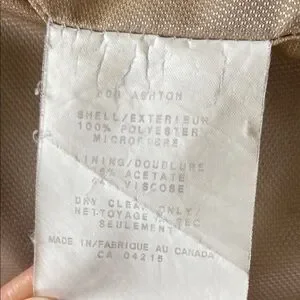 ASHTON
SHELL/EXTERIEUR
100% POLYESTER
MICROFIBRE
LINING/DOUBLURE
ACETATE
VISCOSE
DRY CLEAN ONLY
NETTOYAGE A SEC
SEULEMENT
MADE IN/FABRIQUE AU CANADA
CA 04215